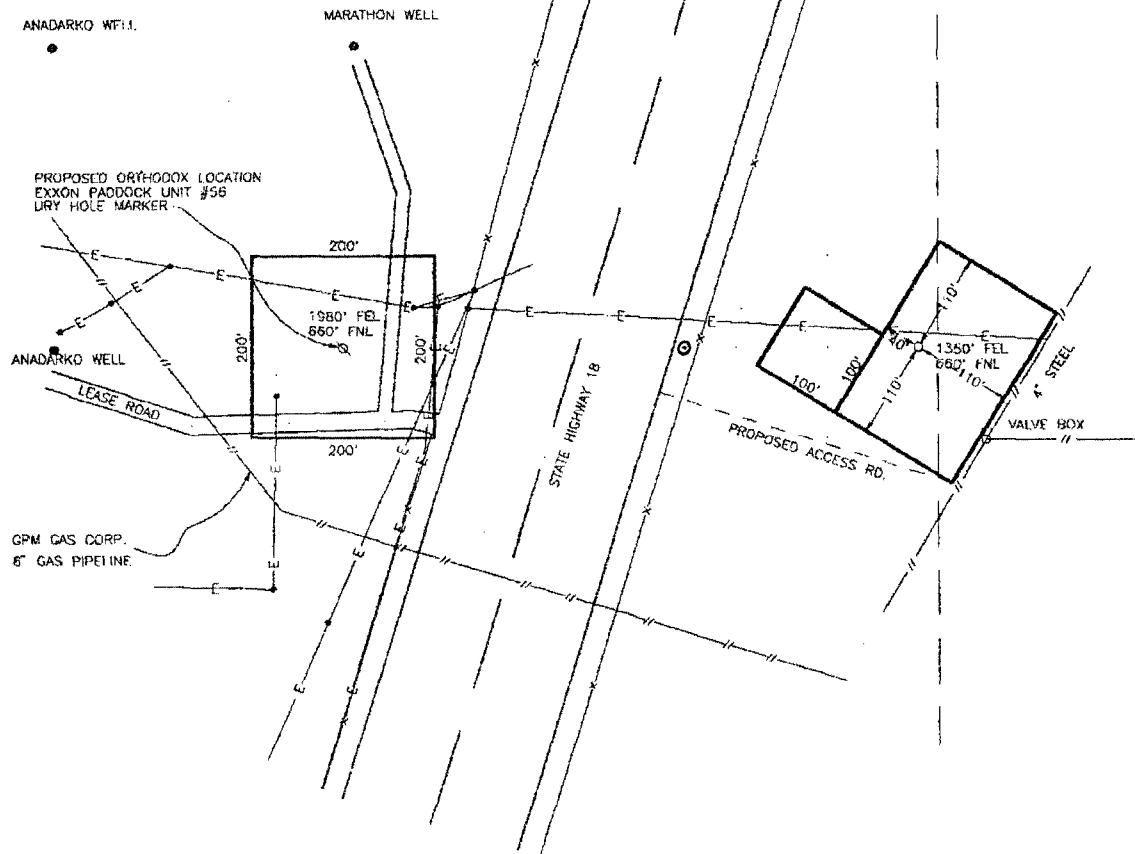 ANADARKO WELL
MARATHON WELL
PROPOSED ORTHODOX LOCATION
EXXON PADDOCK UNIT #56
DRY HOLE MARKER
200'
E
E
E
E
E
E
E
E
E
E
E
1980' FEL
660' FNL
200'
200'
ANADARKO WELL
LEASE ROAD
200'
STATE HIGHWAY 18
110'
40'
1350' FEL
660' FNL
110'
100'
100'
110'
4" STEEL
VALVE BOX
PROPOSED ACCESS RD.
GPM GAS CORP.
GAS PIPELINE
E
E
E
E
E
E
E